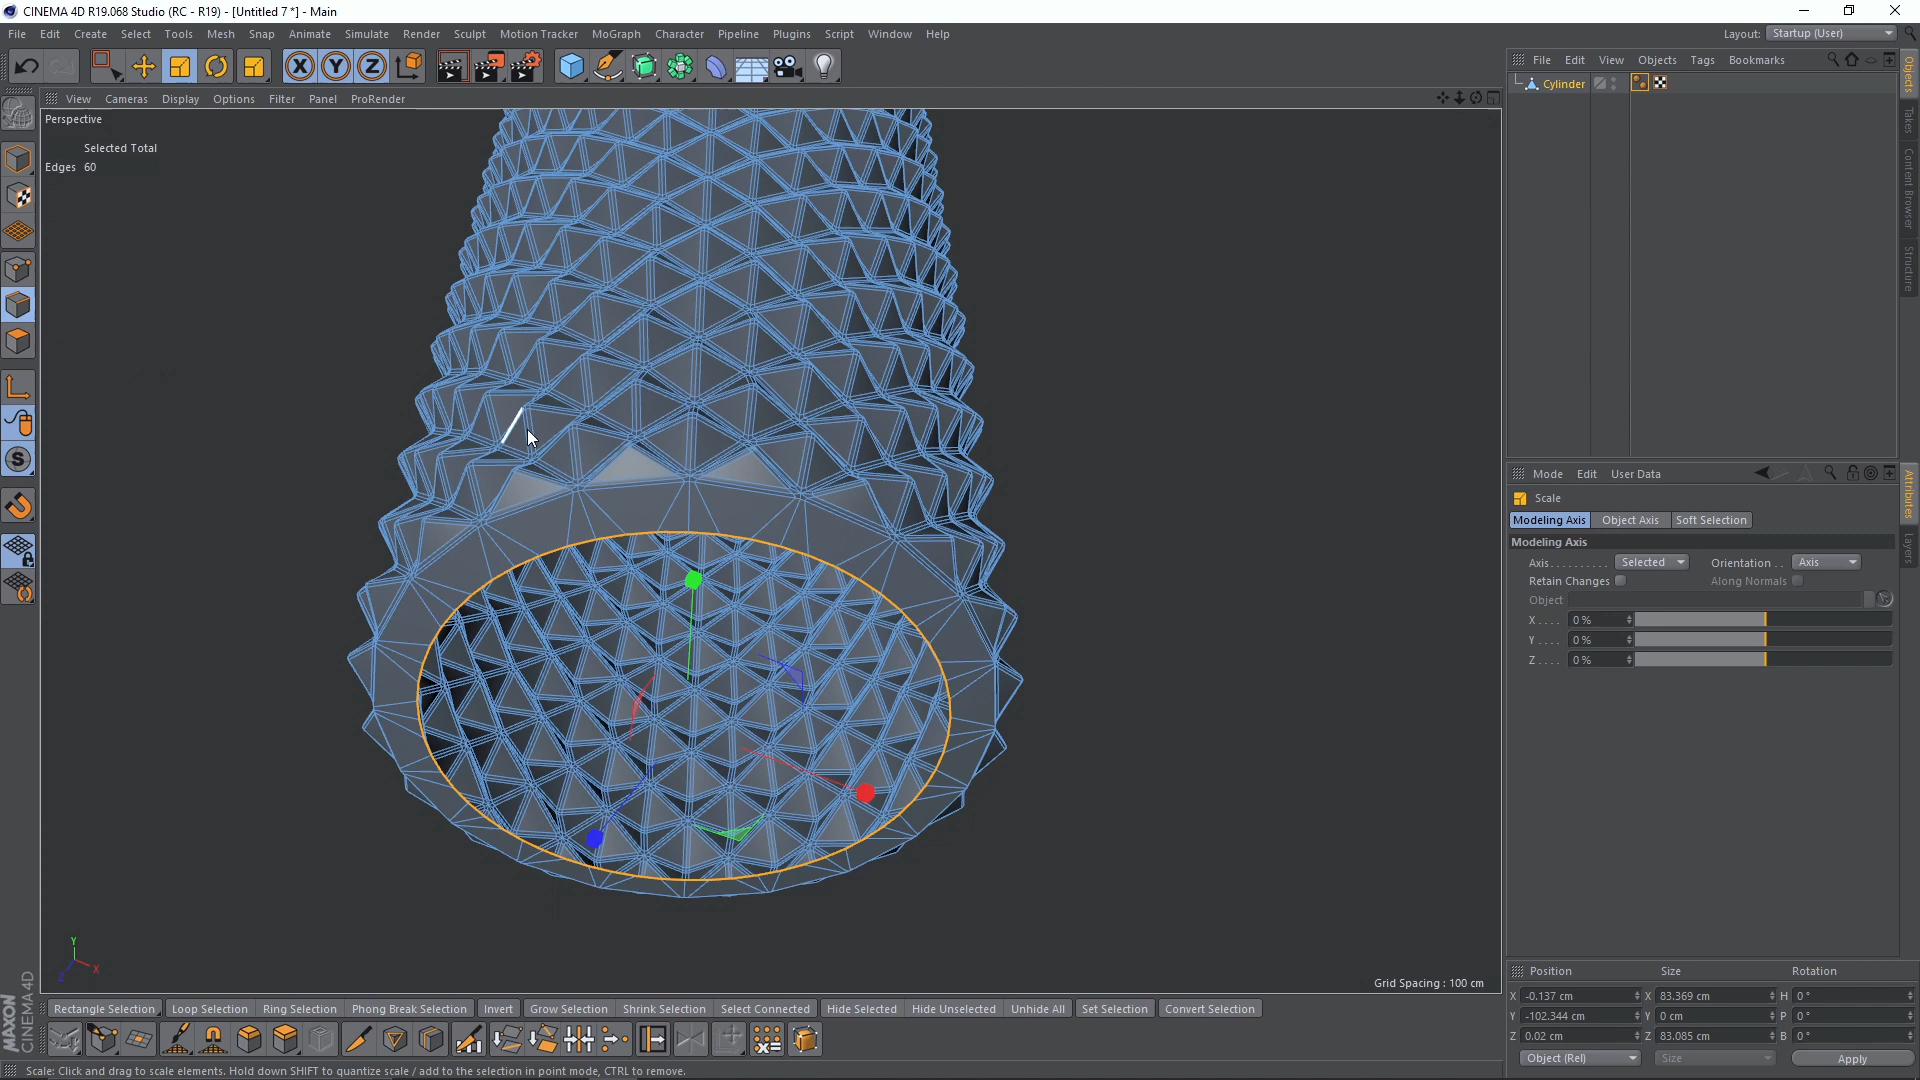 CINEMA 4D R19.068 Studio (RC - R19) - [Untitled 7 *] - Main
File Edit Create Select Tools Mesh Snap Animate Simulate Render Sculpt Motion Tracker MoGraph Character Pipeline Plugins Script Window Help
Layout: Startup (User)
File Edit View Objects Tags Bookmarks
Cylinder
Objects
Takes
Content Browser
Structure
View Cameras Display Options Filter Panel ProRender
Perspective
Selected Total
Edges 60
X Y Z
S
Mode Edit User Data
Attributes
Layers
Scale
Modeling Axis Object Axis Soft Selection
Modeling Axis
Axis.......... Selected Orientation . . Axis
Retain Changes Along Normals
Object
X . . . . 0 %
Y . . . . 0 %
Z . . . . 0 %
Y
X
Z
Grid Spacing : 100 cm
Position Size Rotation
X -0.137 cm X 83.369 cm H 0 °
Y -102.344 cm Y 0 cm P 0 °
Z 0.02 cm Z 83.085 cm B 0 °
Object (Rel) Size Apply
Rectangle Selection Loop Selection Ring Selection Phong Break Selection Invert Grow Selection Shrink Selection Select Connected Hide Selected Hide Unselected Unhide All Set Selection Convert Selection
MAXON
CINEMA 4D
Scale: Click and drag to scale elements. Hold down SHIFT to quantize scale / add to the selection in point mode, CTRL to remove.